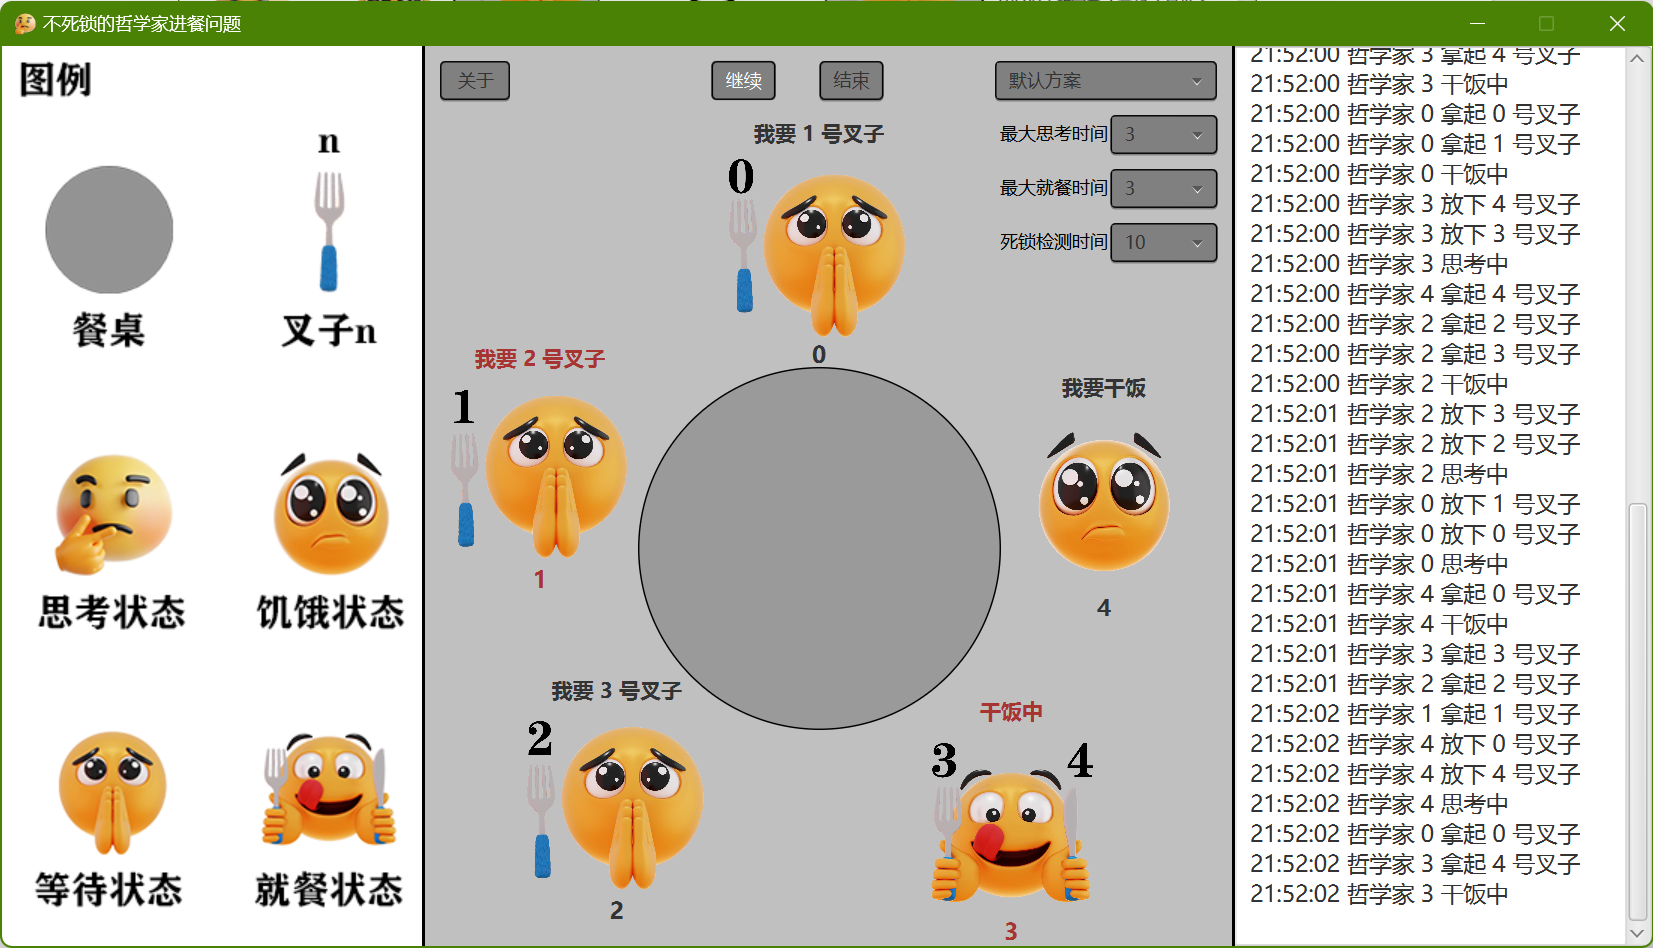 不死锁的哲学家进餐问题
图例
n
餐桌
叉子n
思考状态
饥饿状态
等待状态
就餐状态
关于
继续
结束
默认方案
最大思考时间 3
最大就餐时间 3
死锁检测时间 10
我要 1 号叉子
0
0
我要 2 号叉子
1
1
我要干饭
4
我要 3 号叉子
2
2
干饭中
3 4
3
21:52:00 哲学家 3 拿起 4 号叉子
21:52:00 哲学家 3 干饭中
21:52:00 哲学家 0 拿起 0 号叉子
21:52:00 哲学家 0 拿起 1 号叉子
21:52:00 哲学家 0 干饭中
21:52:00 哲学家 3 放下 4 号叉子
21:52:00 哲学家 3 放下 3 号叉子
21:52:00 哲学家 3 思考中
21:52:00 哲学家 4 拿起 4 号叉子
21:52:00 哲学家 2 拿起 2 号叉子
21:52:00 哲学家 2 拿起 3 号叉子
21:52:00 哲学家 2 干饭中
21:52:01 哲学家 2 放下 3 号叉子
21:52:01 哲学家 2 放下 2 号叉子
21:52:01 哲学家 2 思考中
21:52:01 哲学家 0 放下 1 号叉子
21:52:01 哲学家 0 放下 0 号叉子
21:52:01 哲学家 0 思考中
21:52:01 哲学家 4 拿起 0 号叉子
21:52:01 哲学家 4 干饭中
21:52:01 哲学家 3 拿起 3 号叉子
21:52:01 哲学家 2 拿起 2 号叉子
21:52:02 哲学家 1 拿起 1 号叉子
21:52:02 哲学家 4 放下 0 号叉子
21:52:02 哲学家 4 放下 4 号叉子
21:52:02 哲学家 4 思考中
21:52:02 哲学家 0 拿起 0 号叉子
21:52:02 哲学家 3 拿起 4 号叉子
21:52:02 哲学家 3 干饭中